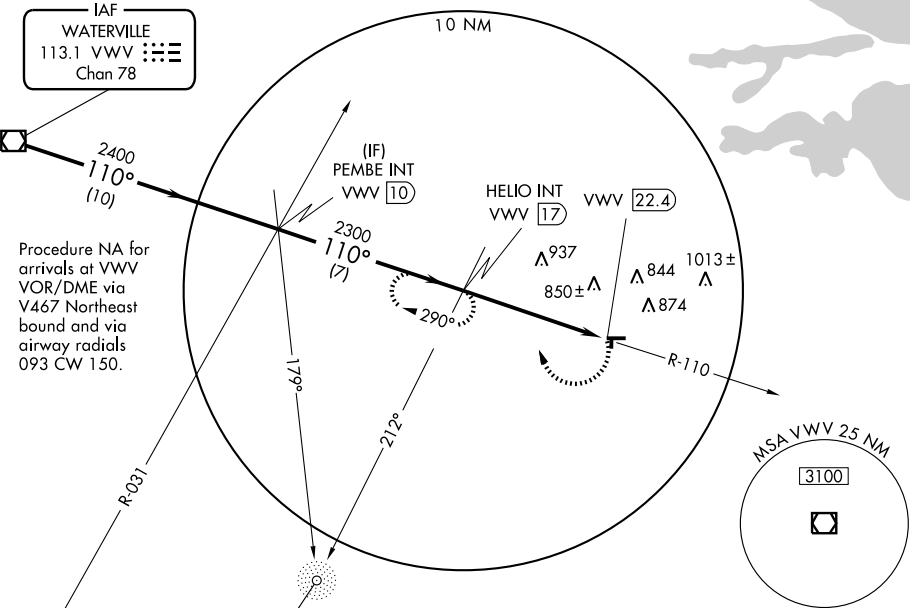 IAF
WATERVILLE
113.1 VWV
Chan 78
10 NM
2400
110°
(10)
(IF)
PEMBE INT
VWV 10
HELIO INT
VWV 17
VWV 22.4
2300
110°
(7)
937
850±
844
874
1013±
Procedure NA for
arrivals at VWV
VOR/DME via
V467 Northeast
bound and via
airway radials
093 CW 150.
290°
R-110
179°
212°
R-031
MSA VWV 25 NM
3100